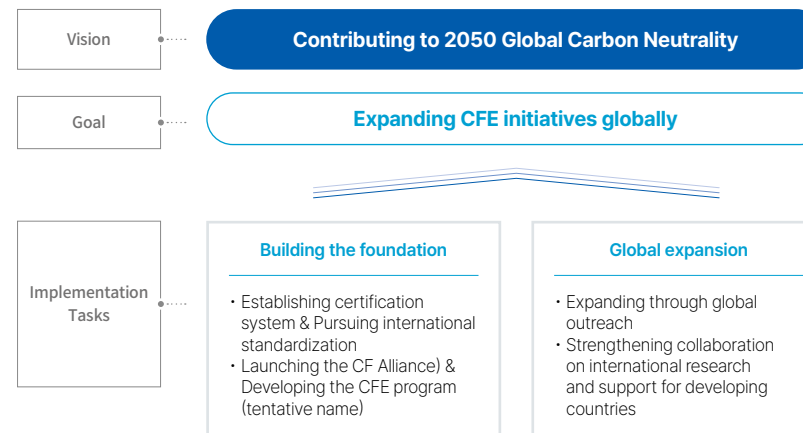 Vision
Contributing to 2050 Global Carbon Neutrality
Goal
Expanding CFE initiatives globally
Implementation
Tasks
Building the foundation
· Establishing certification
system & Pursuing international
standardization
· Launching the CF Alliance) &
Developing the CFE program
(tentative name)
Global expansion
· Expanding through global
outreach
· Strengthening collaboration
on international research
and support for developing
countries